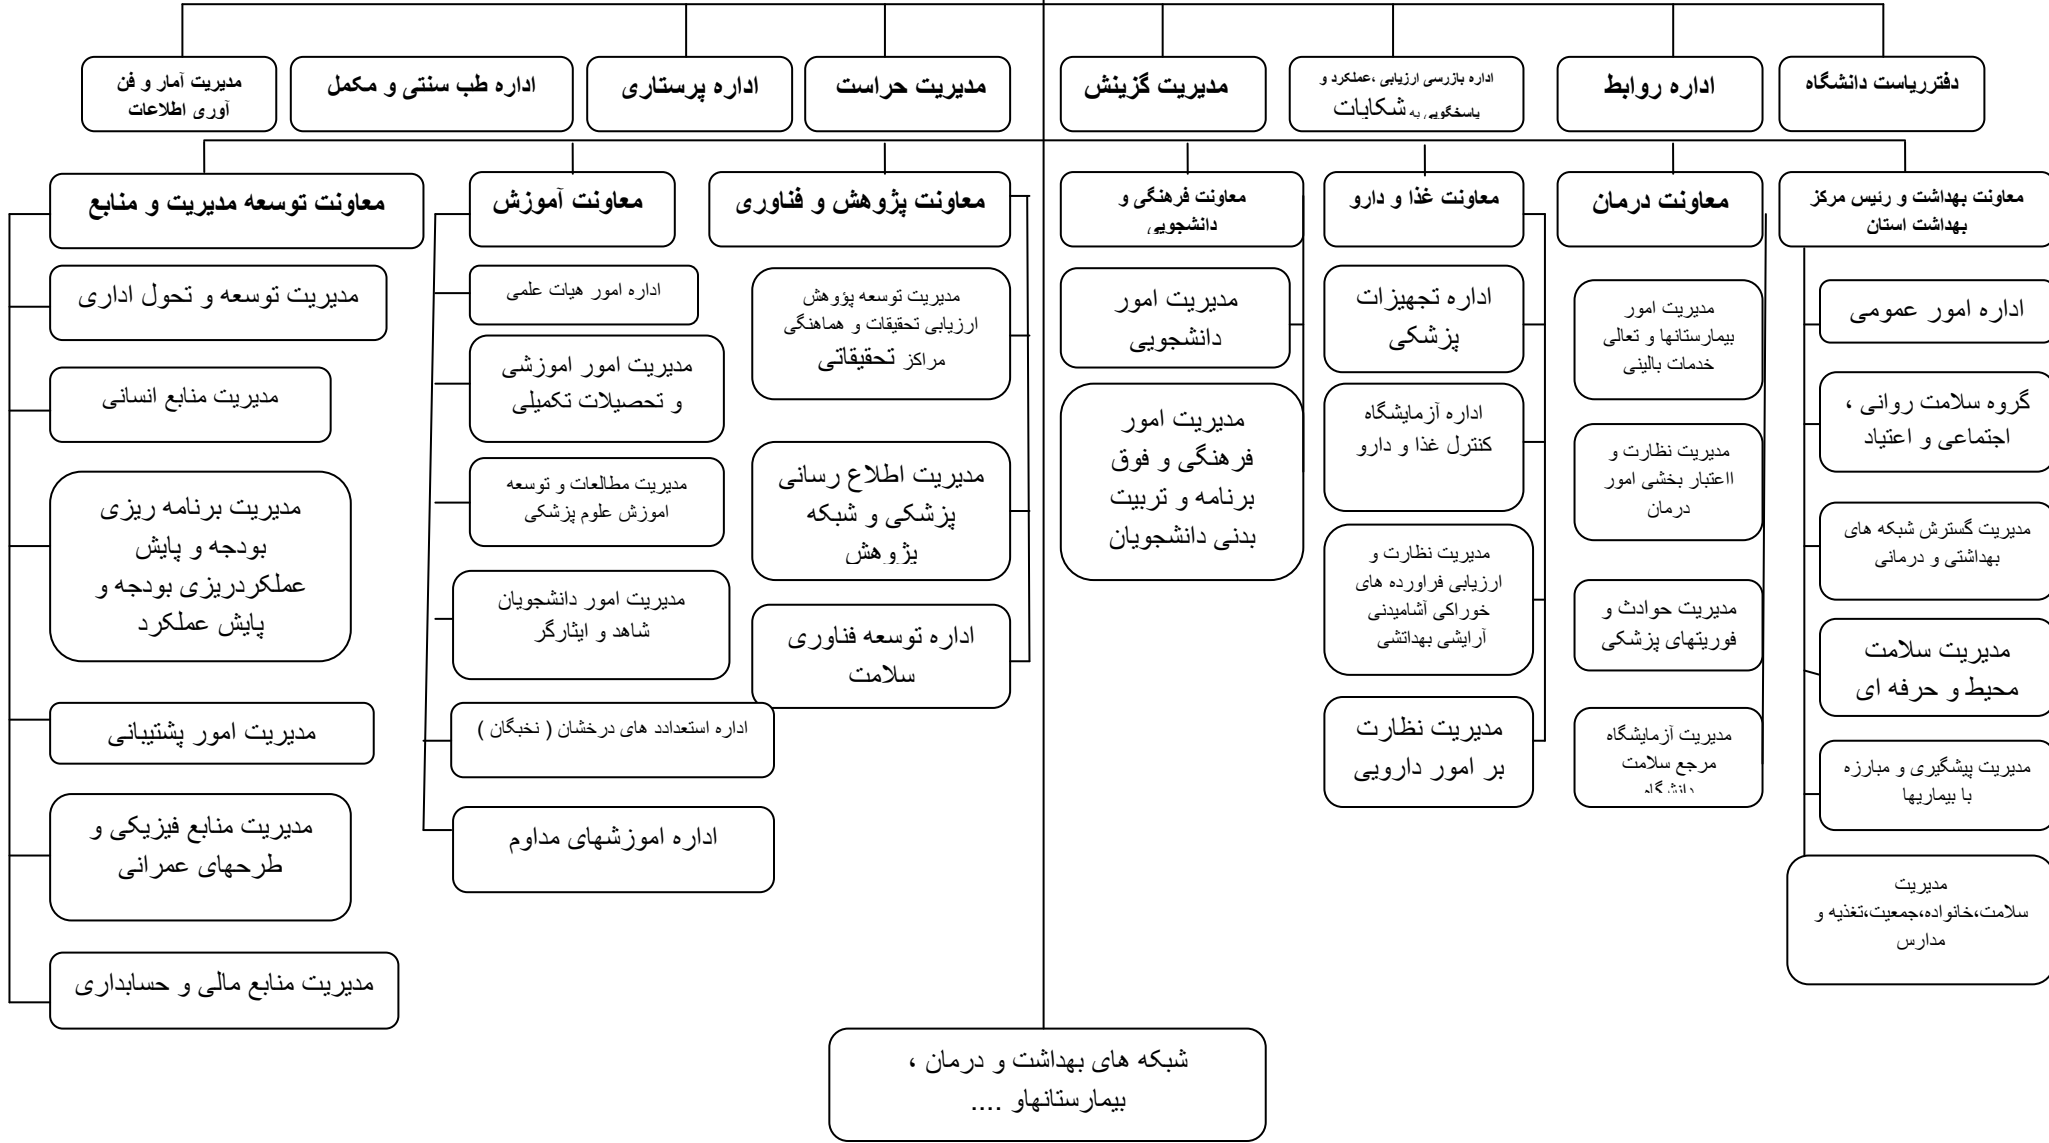 دفترریاست دانشگاه
اداره روابط
اداره بازرسی ارزیابی ،عملکرد و
پاسخگویی به شکایات
مدیریت گزینش
مدیریت حراست
اداره پرستاری
اداره طب سنتی و مکمل
مدیریت آمار و فن
آوری اطلاعات
معاونت بهداشت و رئیس مرکز
بهداشت استان
معاونت درمان
معاونت غذا و دارو
معاونت فرهنگی و
دانشجویی
معاونت پژوهش و فناوری
معاونت آموزش
معاونت توسعه مدیریت و منابع
اداره امور عمومی
گروه سلامت روانی ،
اجتماعی و اعتیاد
مدیریت گسترش شبکه های
بهداشتی و درمانی
مدیریت سلامت
محیط و حرفه ای
مدیریت پیشگیری و مبارزه
با بیماریها
مدیریت
سلامت،خانواده،جمعیت،تغذیه و
مدارس
مدیریت امور
بیمارستانها و تعالی
خدمات بالینی
مدیریت نظارت و
ااعتبار بخشی امور
درمان
مدیریت حوادث و
فوریتهای پزشکی
مدیریت آزمایشگاه
مرجع سلامت
دانشگاه
اداره تجهیزات
پزشکی
اداره آزمایشگاه
کنترل غذا و دارو
مدیریت نظارت و
ارزیابی فراورده های
خوراکی آشامیدنی
آرایشی بهداتشی
مدیریت نظارت
بر امور دارویی
مدیریت امور
دانشجویی
مدیریت امور
فرهنگی و فوق
برنامه و تربیت
بدنی دانشجویان
مدیریت توسعه پؤوهش
ارزیابی تحقیقات و هماهنگی
مراکز تحقیقاتی
مدیریت اطلاع رسانی
پزشکی و شبکه
پژوهش
اداره توسعه فناوری
سلامت
اداره امور هیات علمی
مدیریت امور اموزشی
و تحصیلات تکمیلی
مدیریت مطالعات و توسعه
اموزش علوم پزشکی
مدیریت امور دانشجویان
شاهد و ایثارگر
اداره استعدادد های درخشان ( نخبگان )
اداره اموزشهای مداوم
مدیریت توسعه و تحول اداری
مدیریت منابع انسانی
مدیریت برنامه ریزی
بودجه و پایش
عملکردریزی بودجه و
پایش عملکرد
مدیریت امور پشتیبانی
مدیریت منابع فیزیکی و
طرحهای عمرانی
مدیریت منابع مالی و حسابداری
شبکه های بهداشت و درمان ،
بیمارستانهاو ....